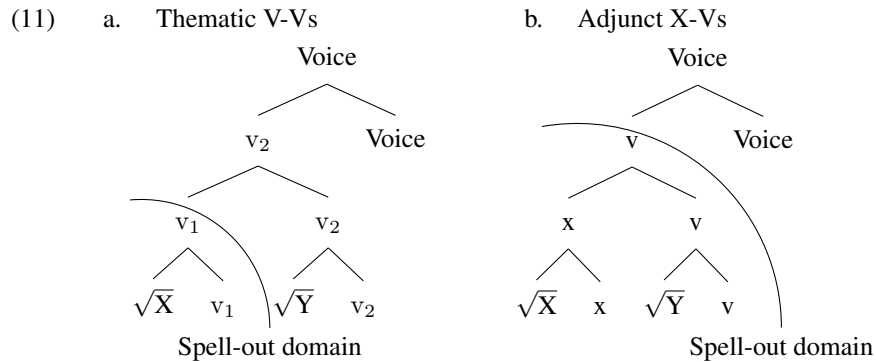 (11) a. Thematic V-Vs b. Adjunct X-Vs
Voice Voice
v₂ Voice v Voice
v₁ v₂ x v
√X v₁ √Y v₂ √X x √Y v
Spell-out domain Spell-out domain